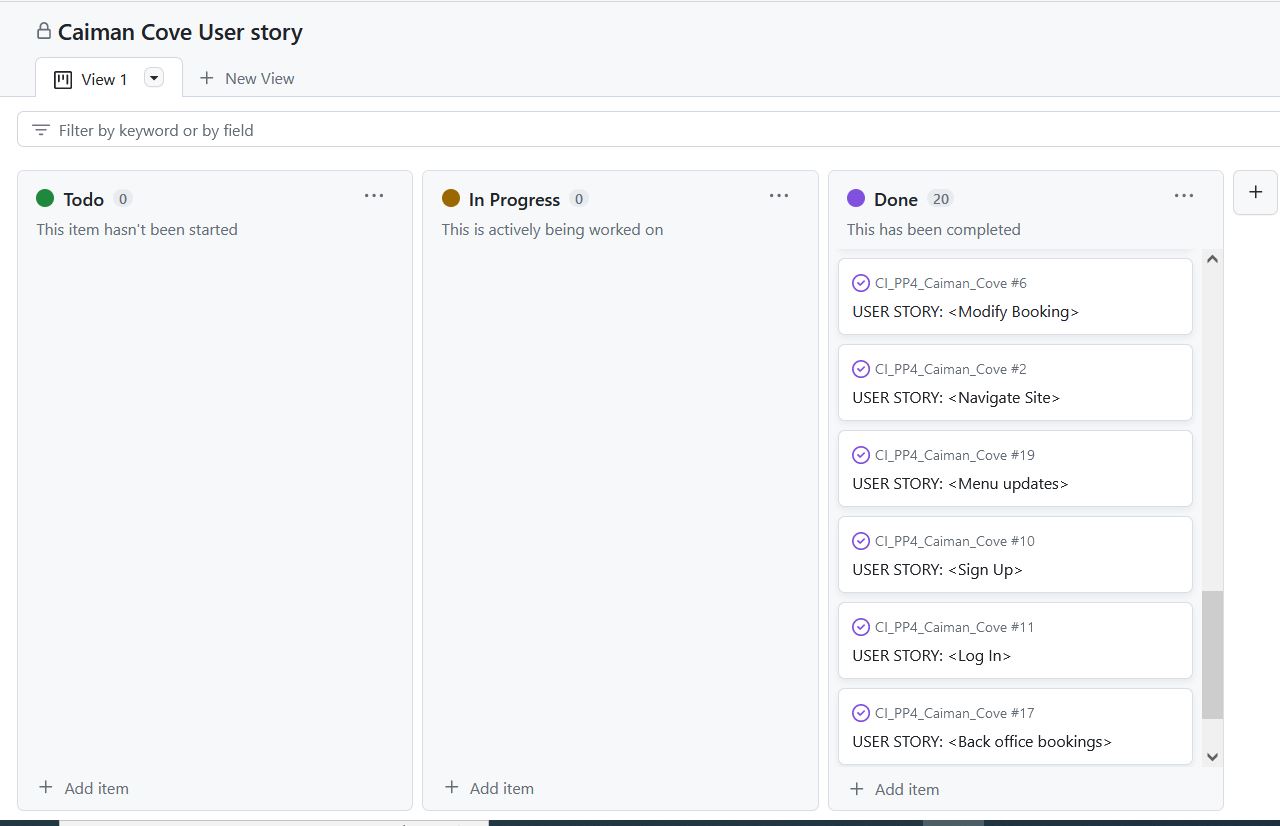 Caiman Cove User story
View 1
New View
Filter by keyword or by field
Todo 0
This item hasn't been started
Add item
In Progress 0
This is actively being worked on
Add item
Done 20
This has been completed
CI_PP4_Caiman_Cove #6
USER STORY: <Modify Booking>
CI_PP4_Caiman_Cove #2
USER STORY: <Navigate Site>
CI_PP4_Caiman_Cove #19
USER STORY: <Menu updates>
CI_PP4_Caiman_Cove #10
USER STORY: <Sign Up>
CI_PP4_Caiman_Cove #11
USER STORY: <Log In>
CI_PP4_Caiman_Cove #17
USER STORY: <Back office bookings>
Add item